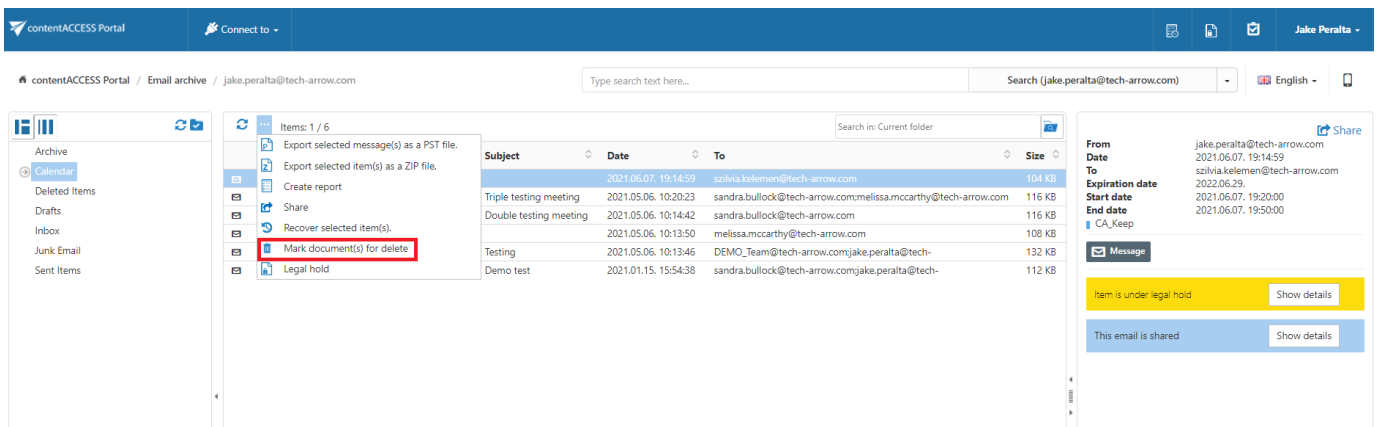 contentACCESS Portal
Connect to
Jake Peralta
contentACCESS Portal / Email archive / jake.peralta@tech-arrow.com
Type search text here...
Search (jake.peralta@tech-arrow.com)
English
Archive
Calendar
Deleted Items
Drafts
Inbox
Junk Email
Sent Items
... Items: 1 / 6
Search in: Current folder
Export selected message(s) as a PST file.
Export selected item(s) as a ZIP file.
Create report
Share
Recover selected item(s).
Mark document(s) for delete
Legal hold
Subject Date To Size
2021.06.07. 19:14:59 szilvia.kelemen@tech-arrow.com 104 KB
Triple testing meeting 2021.05.06. 10:20:23 sandra.bullock@tech-arrow.com;melissa.mccarthy@tech-arrow.com 116 KB
Double testing meeting 2021.05.06. 10:14:42 sandra.bullock@tech-arrow.com 116 KB
2021.05.06. 10:13:50 melissa.mccarthy@tech-arrow.com 108 KB
Testing 2021.05.06. 10:13:46 DEMO_Team@tech-arrow.com;jake.peralta@tech- 132 KB
Demo test 2021.01.15. 15:54:38 sandra.bullock@tech-arrow.com;jake.peralta@tech- 112 KB
Share
From jake.peralta@tech-arrow.com
Date 2021.06.07. 19:14:59
To szilvia.kelemen@tech-arrow.com
Expiration date 2022.06.29.
Start date 2021.06.07. 19:20:00
End date 2021.06.07. 19:50:00
CA_Keep
Message
Item is under legal hold Show details
This email is shared Show details